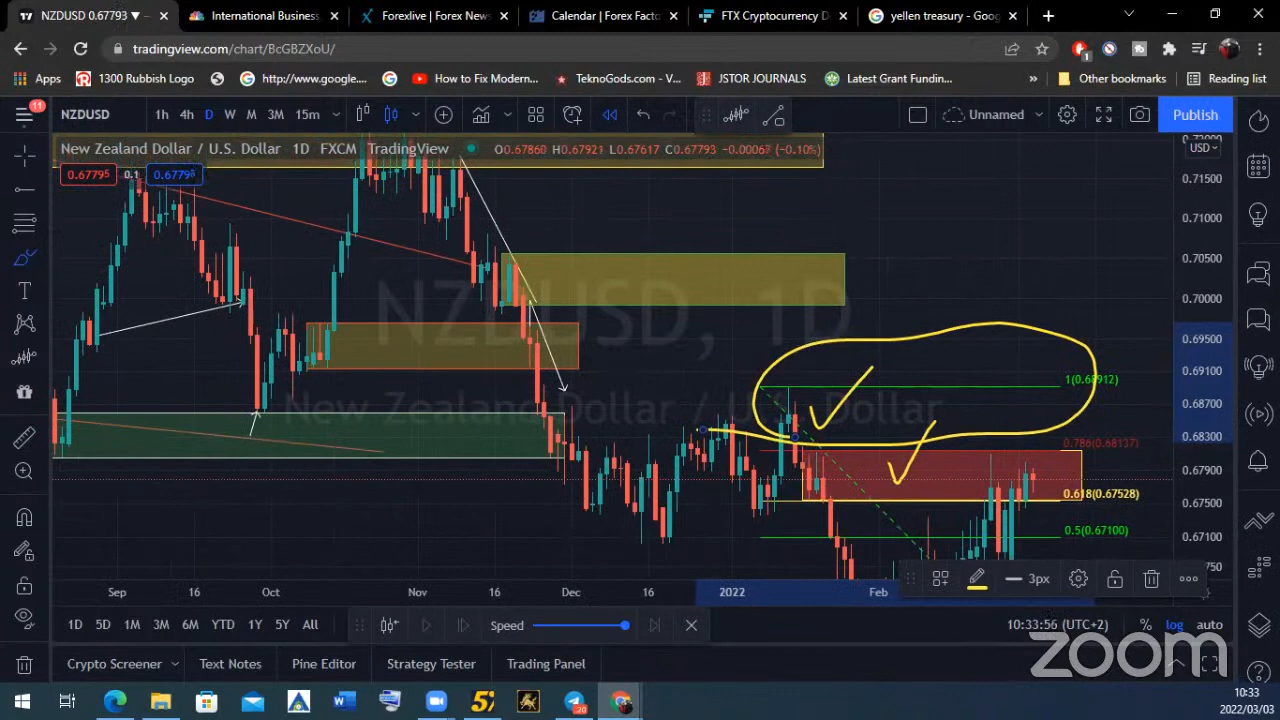 NZDUSD 0.67793
International Business,
Forexlive | Forex News
Calendar | Forex Facto
FTX Cryptocurrency D
yellen treasury - Goog
tradingview.com/chart/BcGBZXoU/
Apps
1300 Rubbish Logo
http://www.google....
How to Fix Modern...
TeknoGods.com - V...
JSTOR JOURNALS
Latest Grant Fundin...
Other bookmarks
Reading list
11
NZDUSD
1h 4h D W M 3M 15m
Unnamed
Publish
New Zealand Dollar / U.S. Dollar 1D FXCM TradingView
O0.67860 H0.67921 L0.67617 C0.67793 −0.00067 (−0.10%)
USD
0.67795 0.1
0.71500
0.71000
0.70500
0.70000
0.69500
0.69100
0.68700
0.68300
0.67900
0.67500
0.67100
NZDUSD, 1D
New Zealand Dollar / U.S. Dollar
1(0.68912)
0.786(0.68137)
0.618(0.67528)
0.5(0.67100)
3px
Sep 16 Oct Nov 16 Dec 16 2022 Feb
1D 5D 1M 3M 6M YTD 1Y 5Y All
Speed
10:33:56 (UTC+2)
% log auto
Crypto Screener
Text Notes
Pine Editor
Strategy Tester
Trading Panel
zoom
10:33
2022/03/03